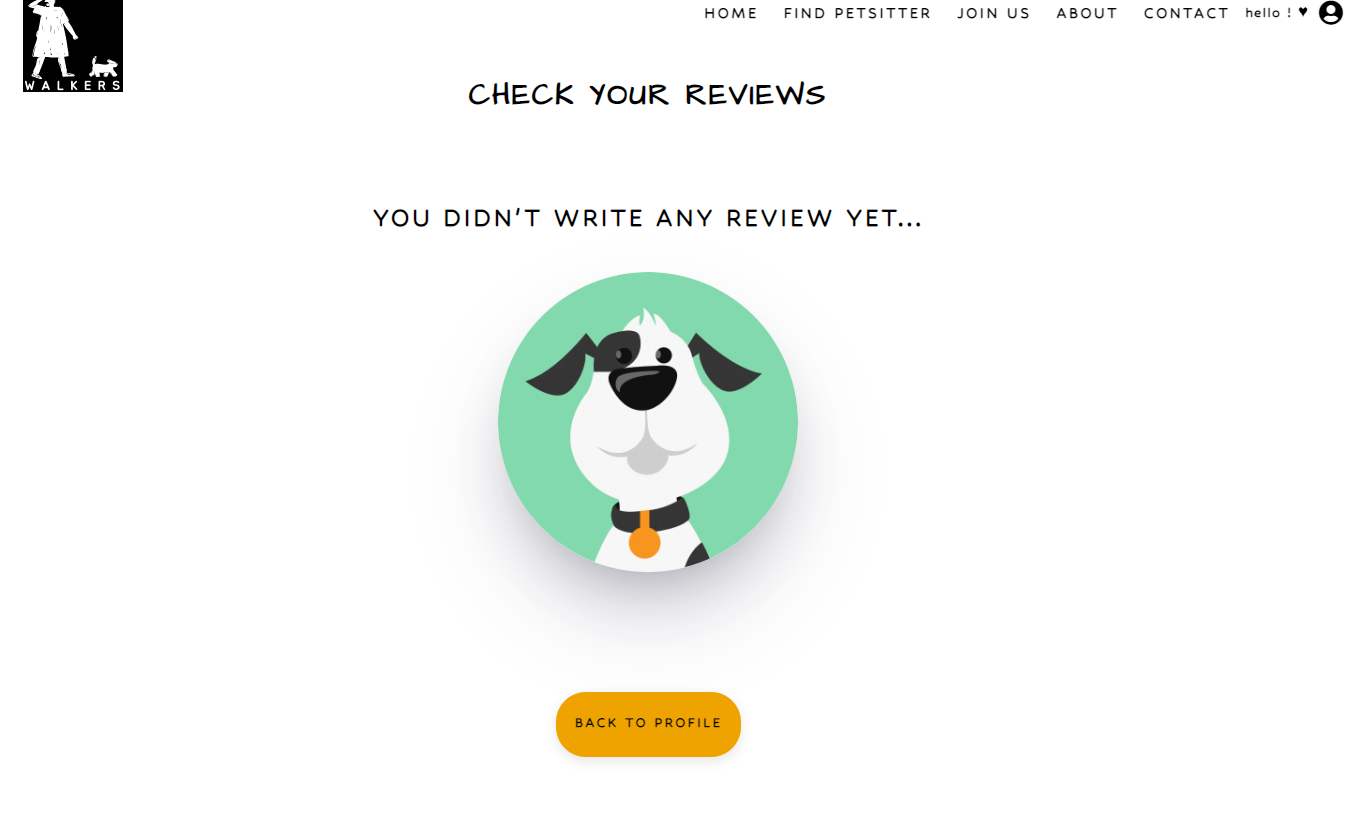 HOME FIND PETSITTER JOIN US ABOUT CONTACT hello ! ♥
WALKERS
CHECK YOUR REVIEWS
YOU DIDN'T WRITE ANY REVIEW YET...
BACK TO PROFILE